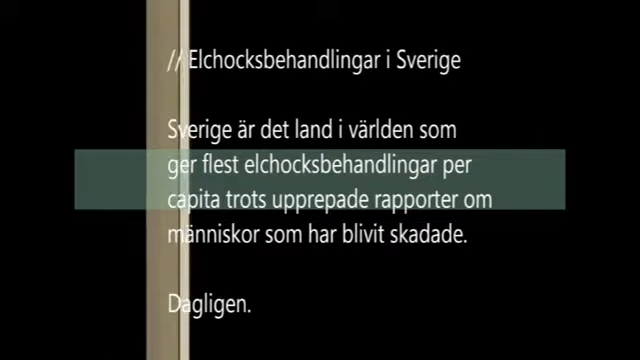 // Elchocksbehandlingar i Sverige
Sverige är det land i världen som
ger flest elchocksbehandlingar per
capita trots upprepade rapporter om
människor som har blivit skadade.
Dagligen.